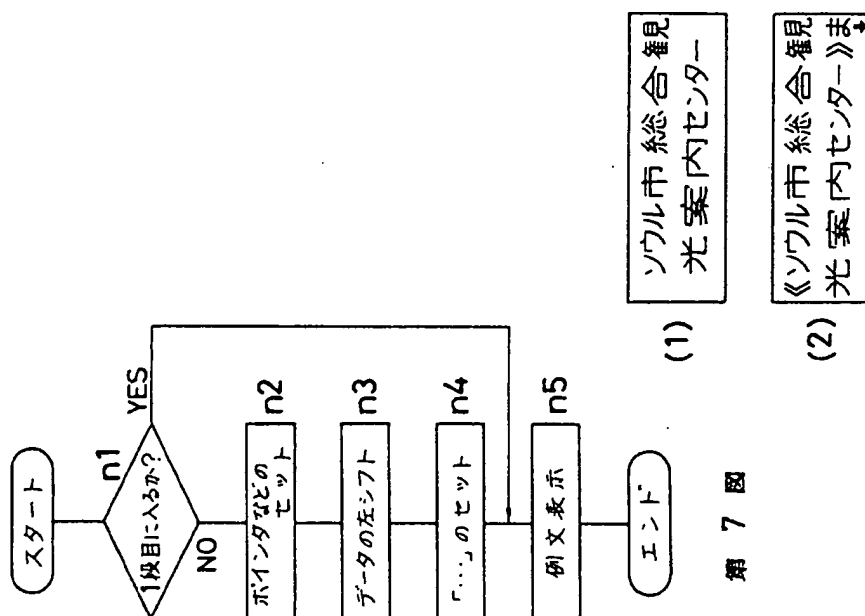 スタート
n1
1段目に入るか?
YES
NO
ポインタなどの
セット
n2
データの左シフト
n3
「…」のセット
n4
例文表示
n5
エンド
第 7 図
(1)
ソウル市総合観
光案内センター
(2)
《ソウル市総合観
光案内センター》ま